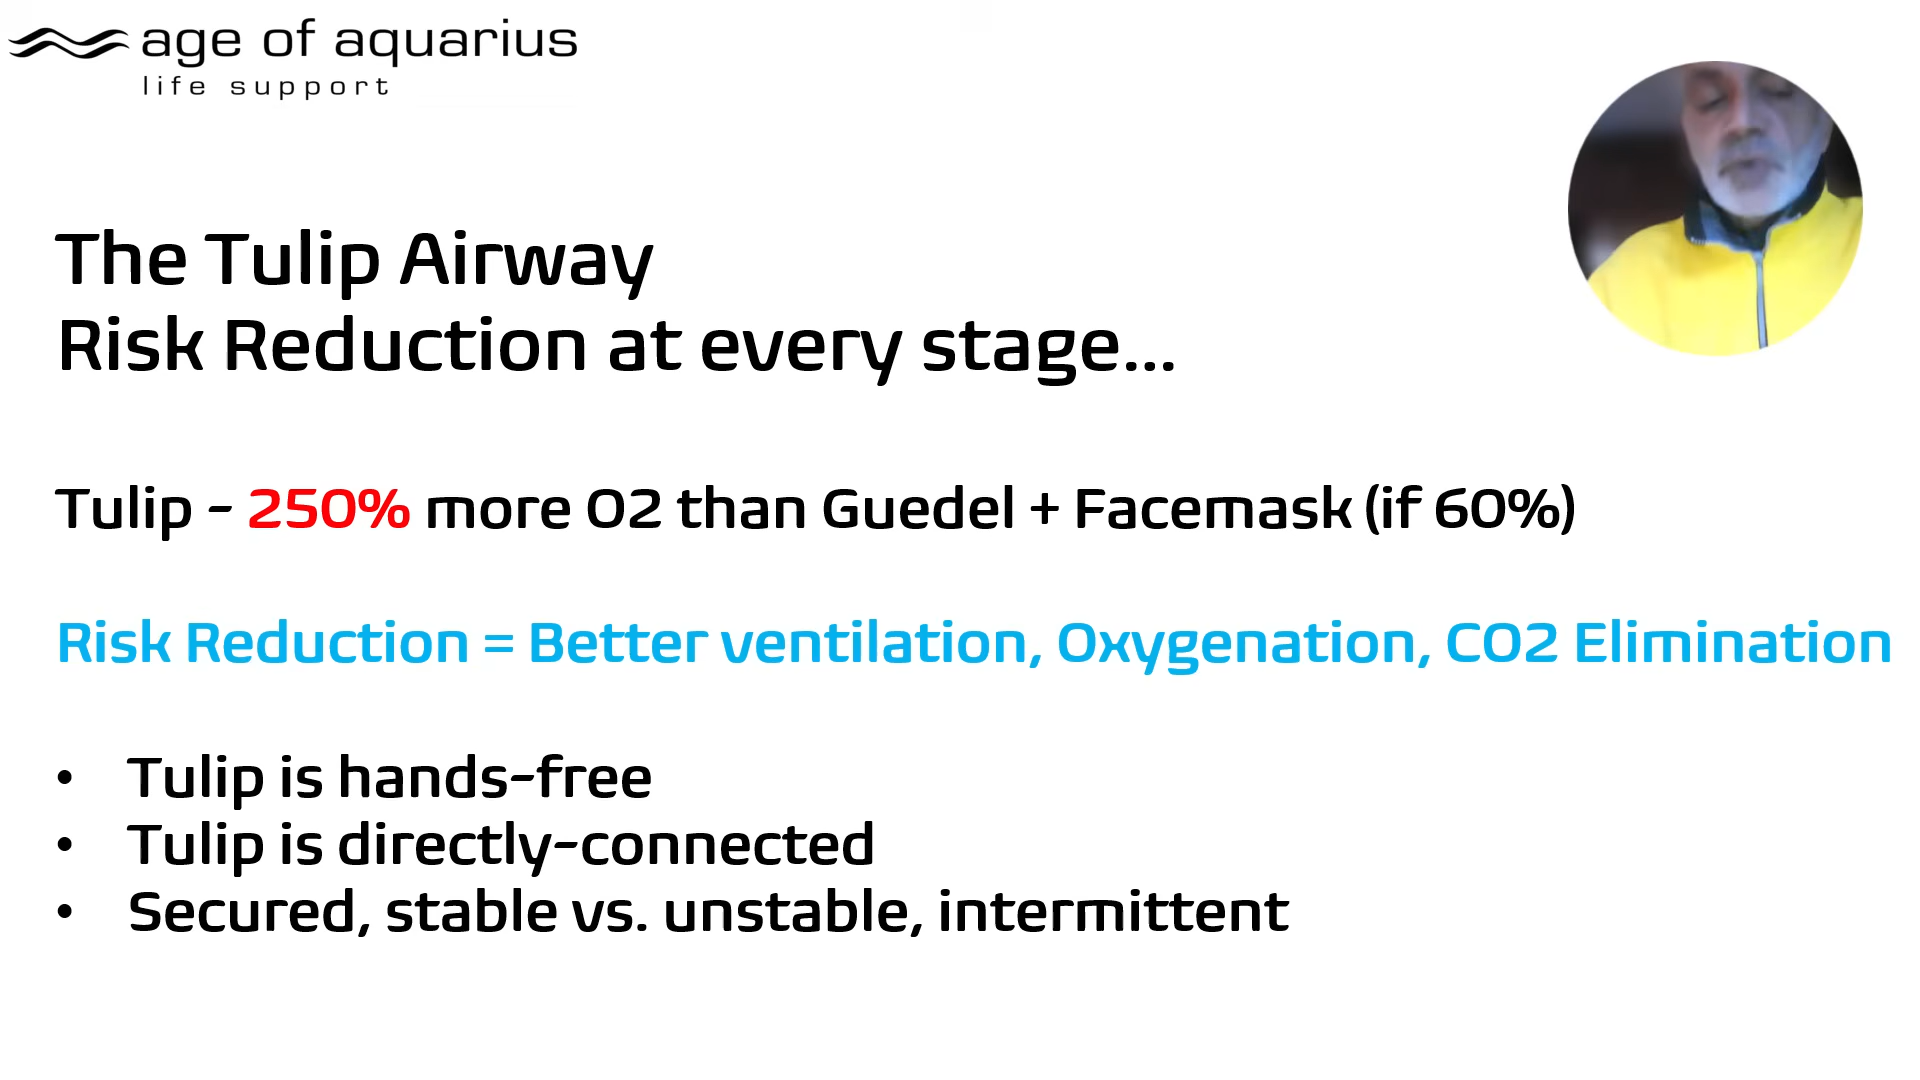 age of aquarius
life support
The Tulip Airway
Risk Reduction at every stage...
Tulip - 250% more O2 than Guedel + Facemask (if 60%)
Risk Reduction = Better ventilation, Oxygenation, CO2 Elimination
• Tulip is hands-free
• Tulip is directly-connected
• Secured, stable vs. unstable, intermittent